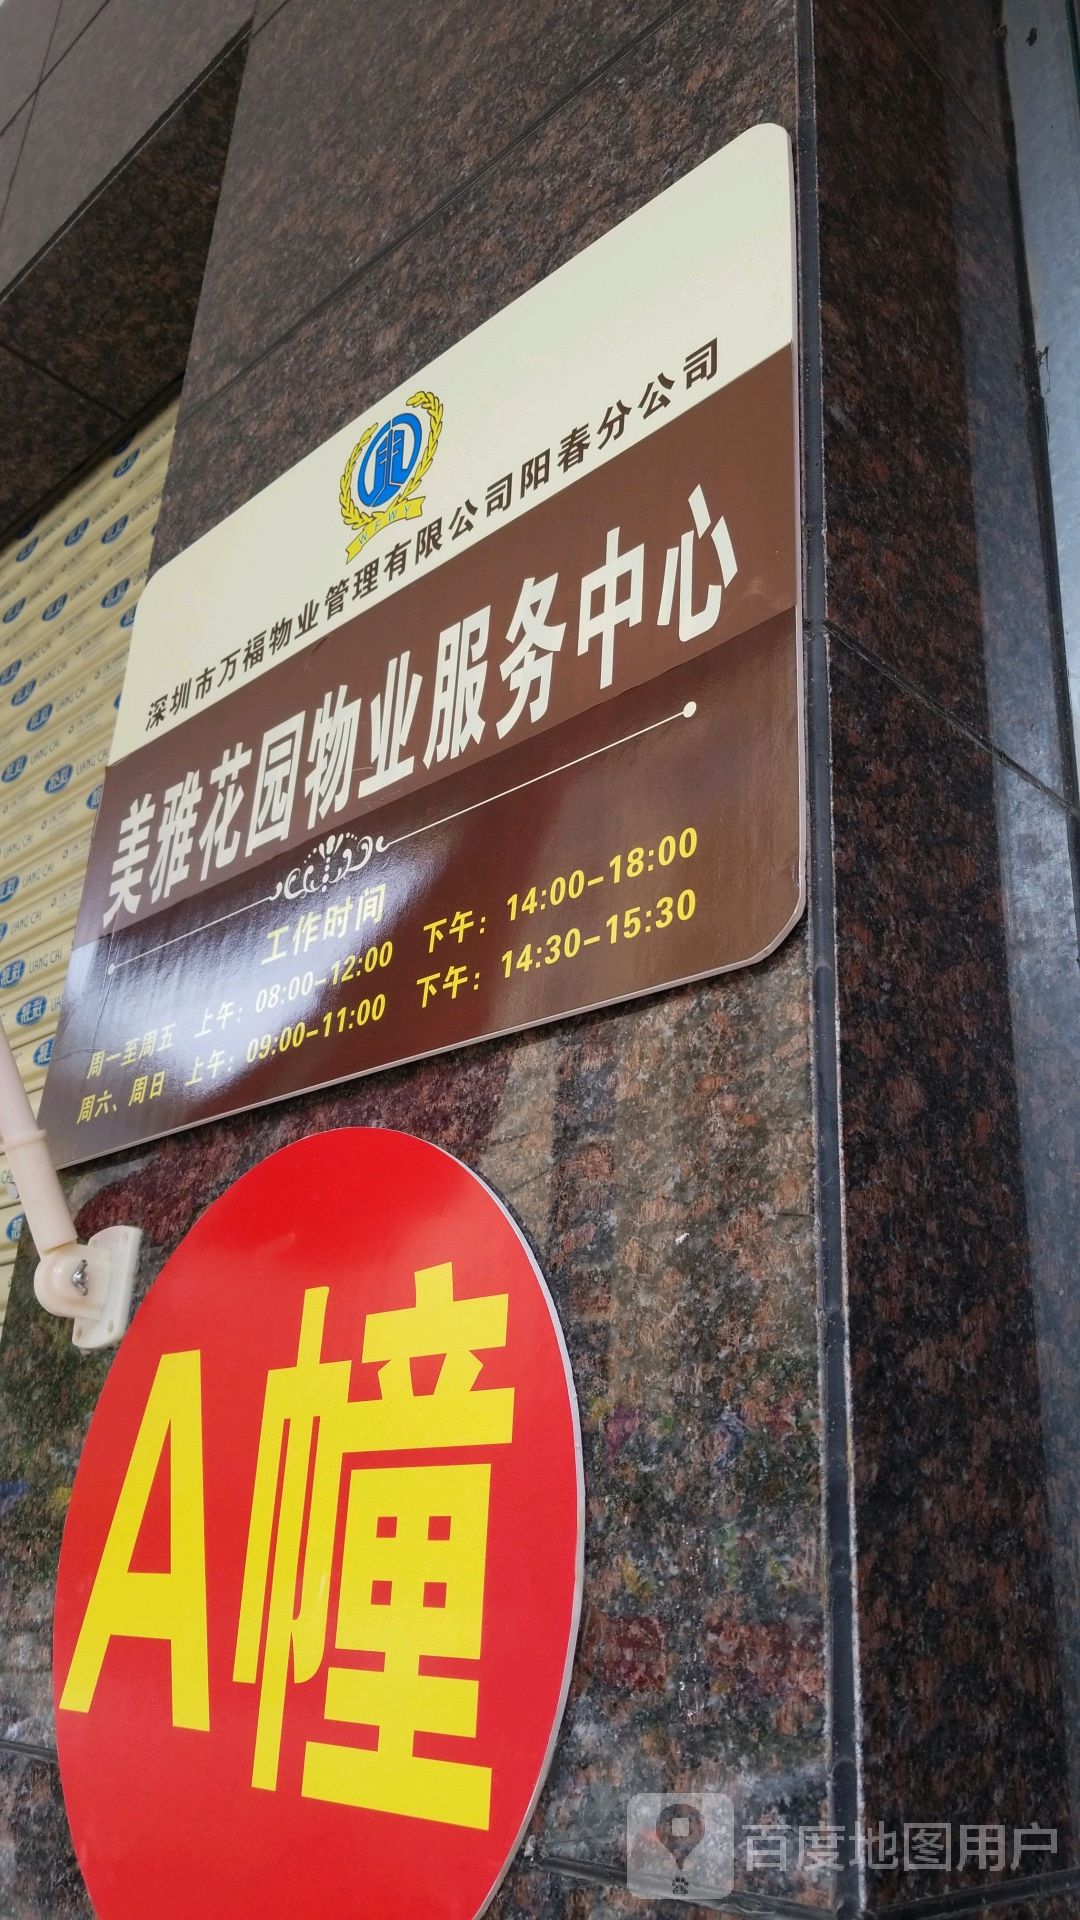 WFWY
深圳市万福物业管理有限公司阳春分公司
美雅花园物业服务中心
工作时间
周一至周五 上午：08:00-12:00 下午：14:00-18:00
周六、周日 上午：09:00-11:00 下午：14:30-15:30
A幢
LIANG CAI
百度地图用户